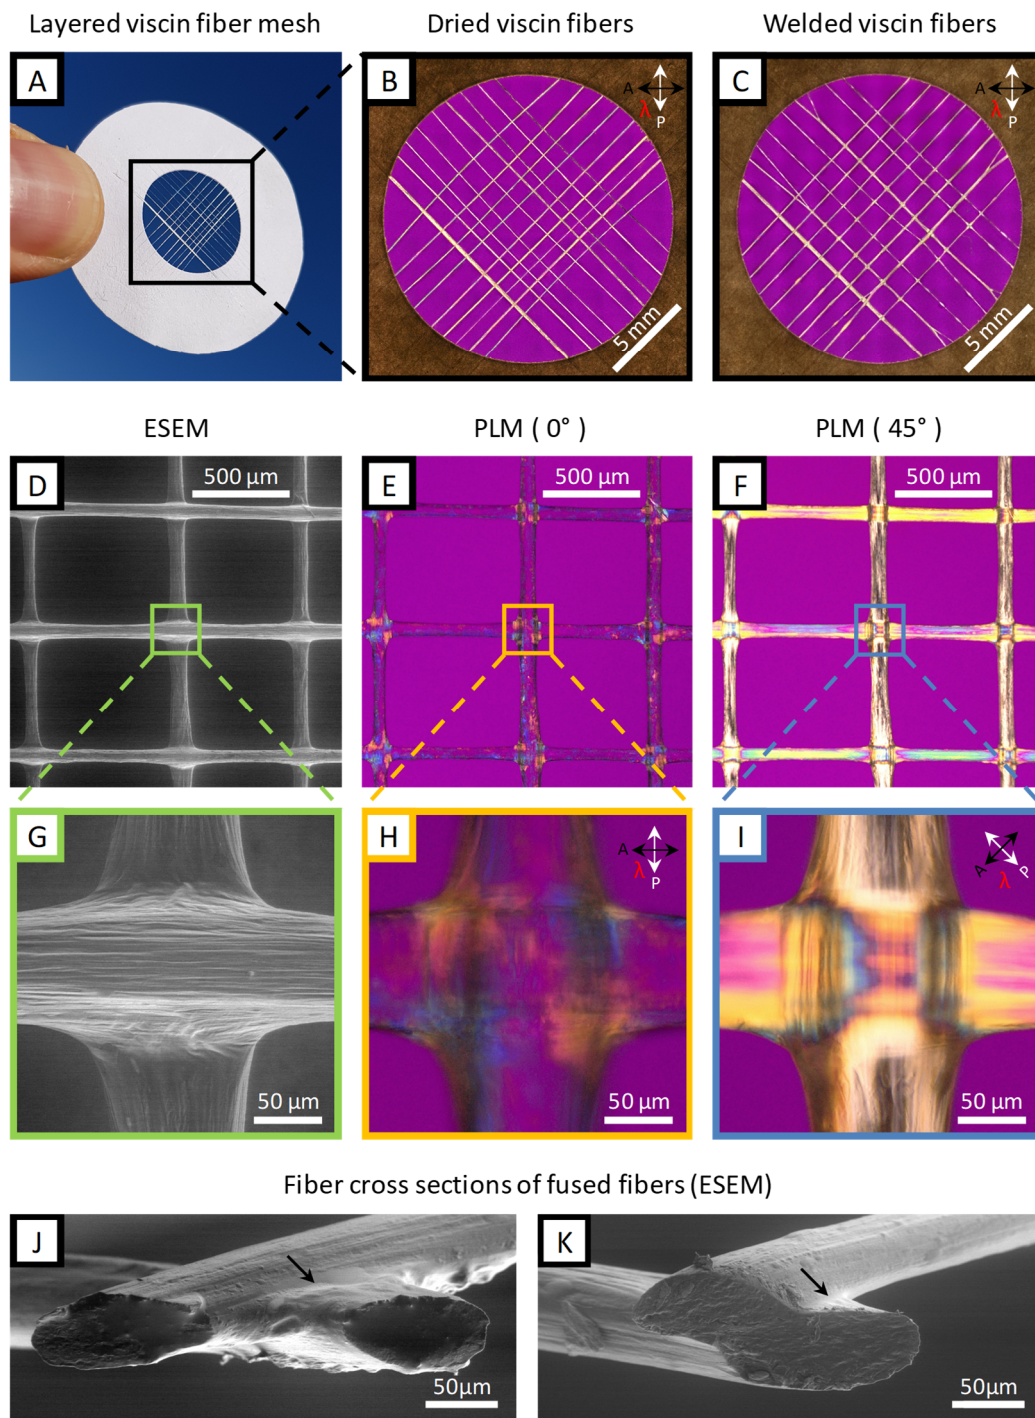 Layered viscin fiber mesh
Dried viscin fibers
Welded viscin fibers
A
B
A
λ
P
5 mm
C
A
λ
P
5 mm
ESEM
PLM ( 0° )
PLM ( 45° )
D
500 µm
E
500 µm
F
500 µm
G
50 µm
H
A
λ
P
50 µm
I
A
λ
P
50 µm
Fiber cross sections of fused fibers (ESEM)
J
50µm
K
50µm